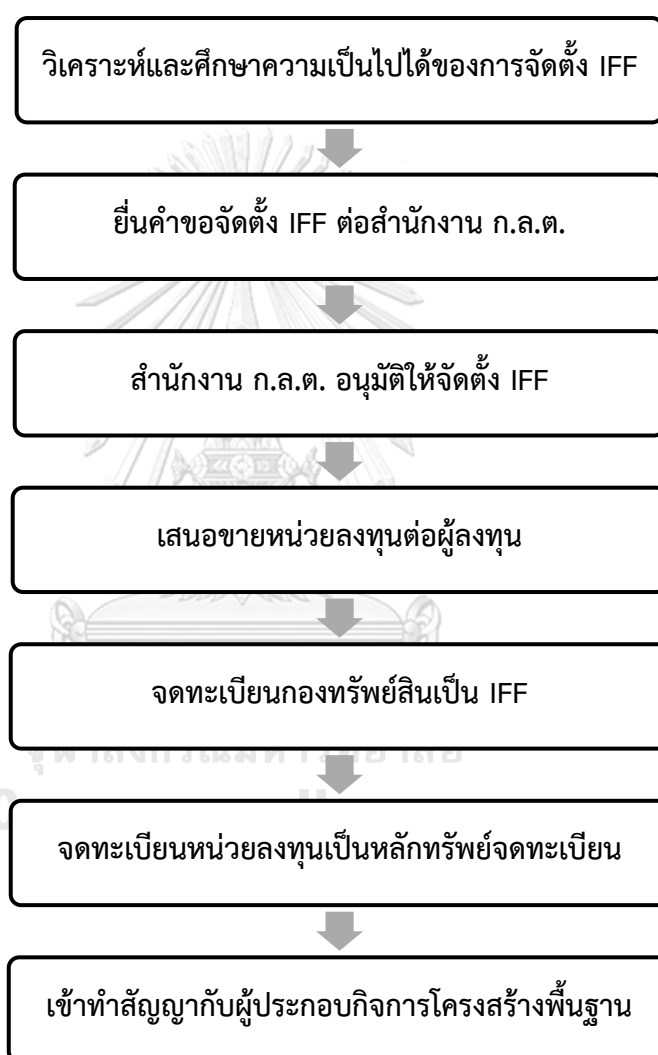 วิเคราะห์และศึกษาความเป็นไปได้ของการจัดตั้ง IFF
ยื่นคำขอจัดตั้ง IFF ต่อสำนักงาน ก.ล.ต.
สำนักงาน ก.ล.ต. อนุมัติให้จัดตั้ง IFF
เสนอขายหน่วยลงทุนต่อผู้ลงทุน
จดทะเบียนกองทรัพย์สินเป็น IFF
จดทะเบียนหน่วยลงทุนเป็นหลักทรัพย์จดทะเบียน
เข้าทำสัญญากับผู้ประกอบกิจการโครงสร้างพื้นฐาน